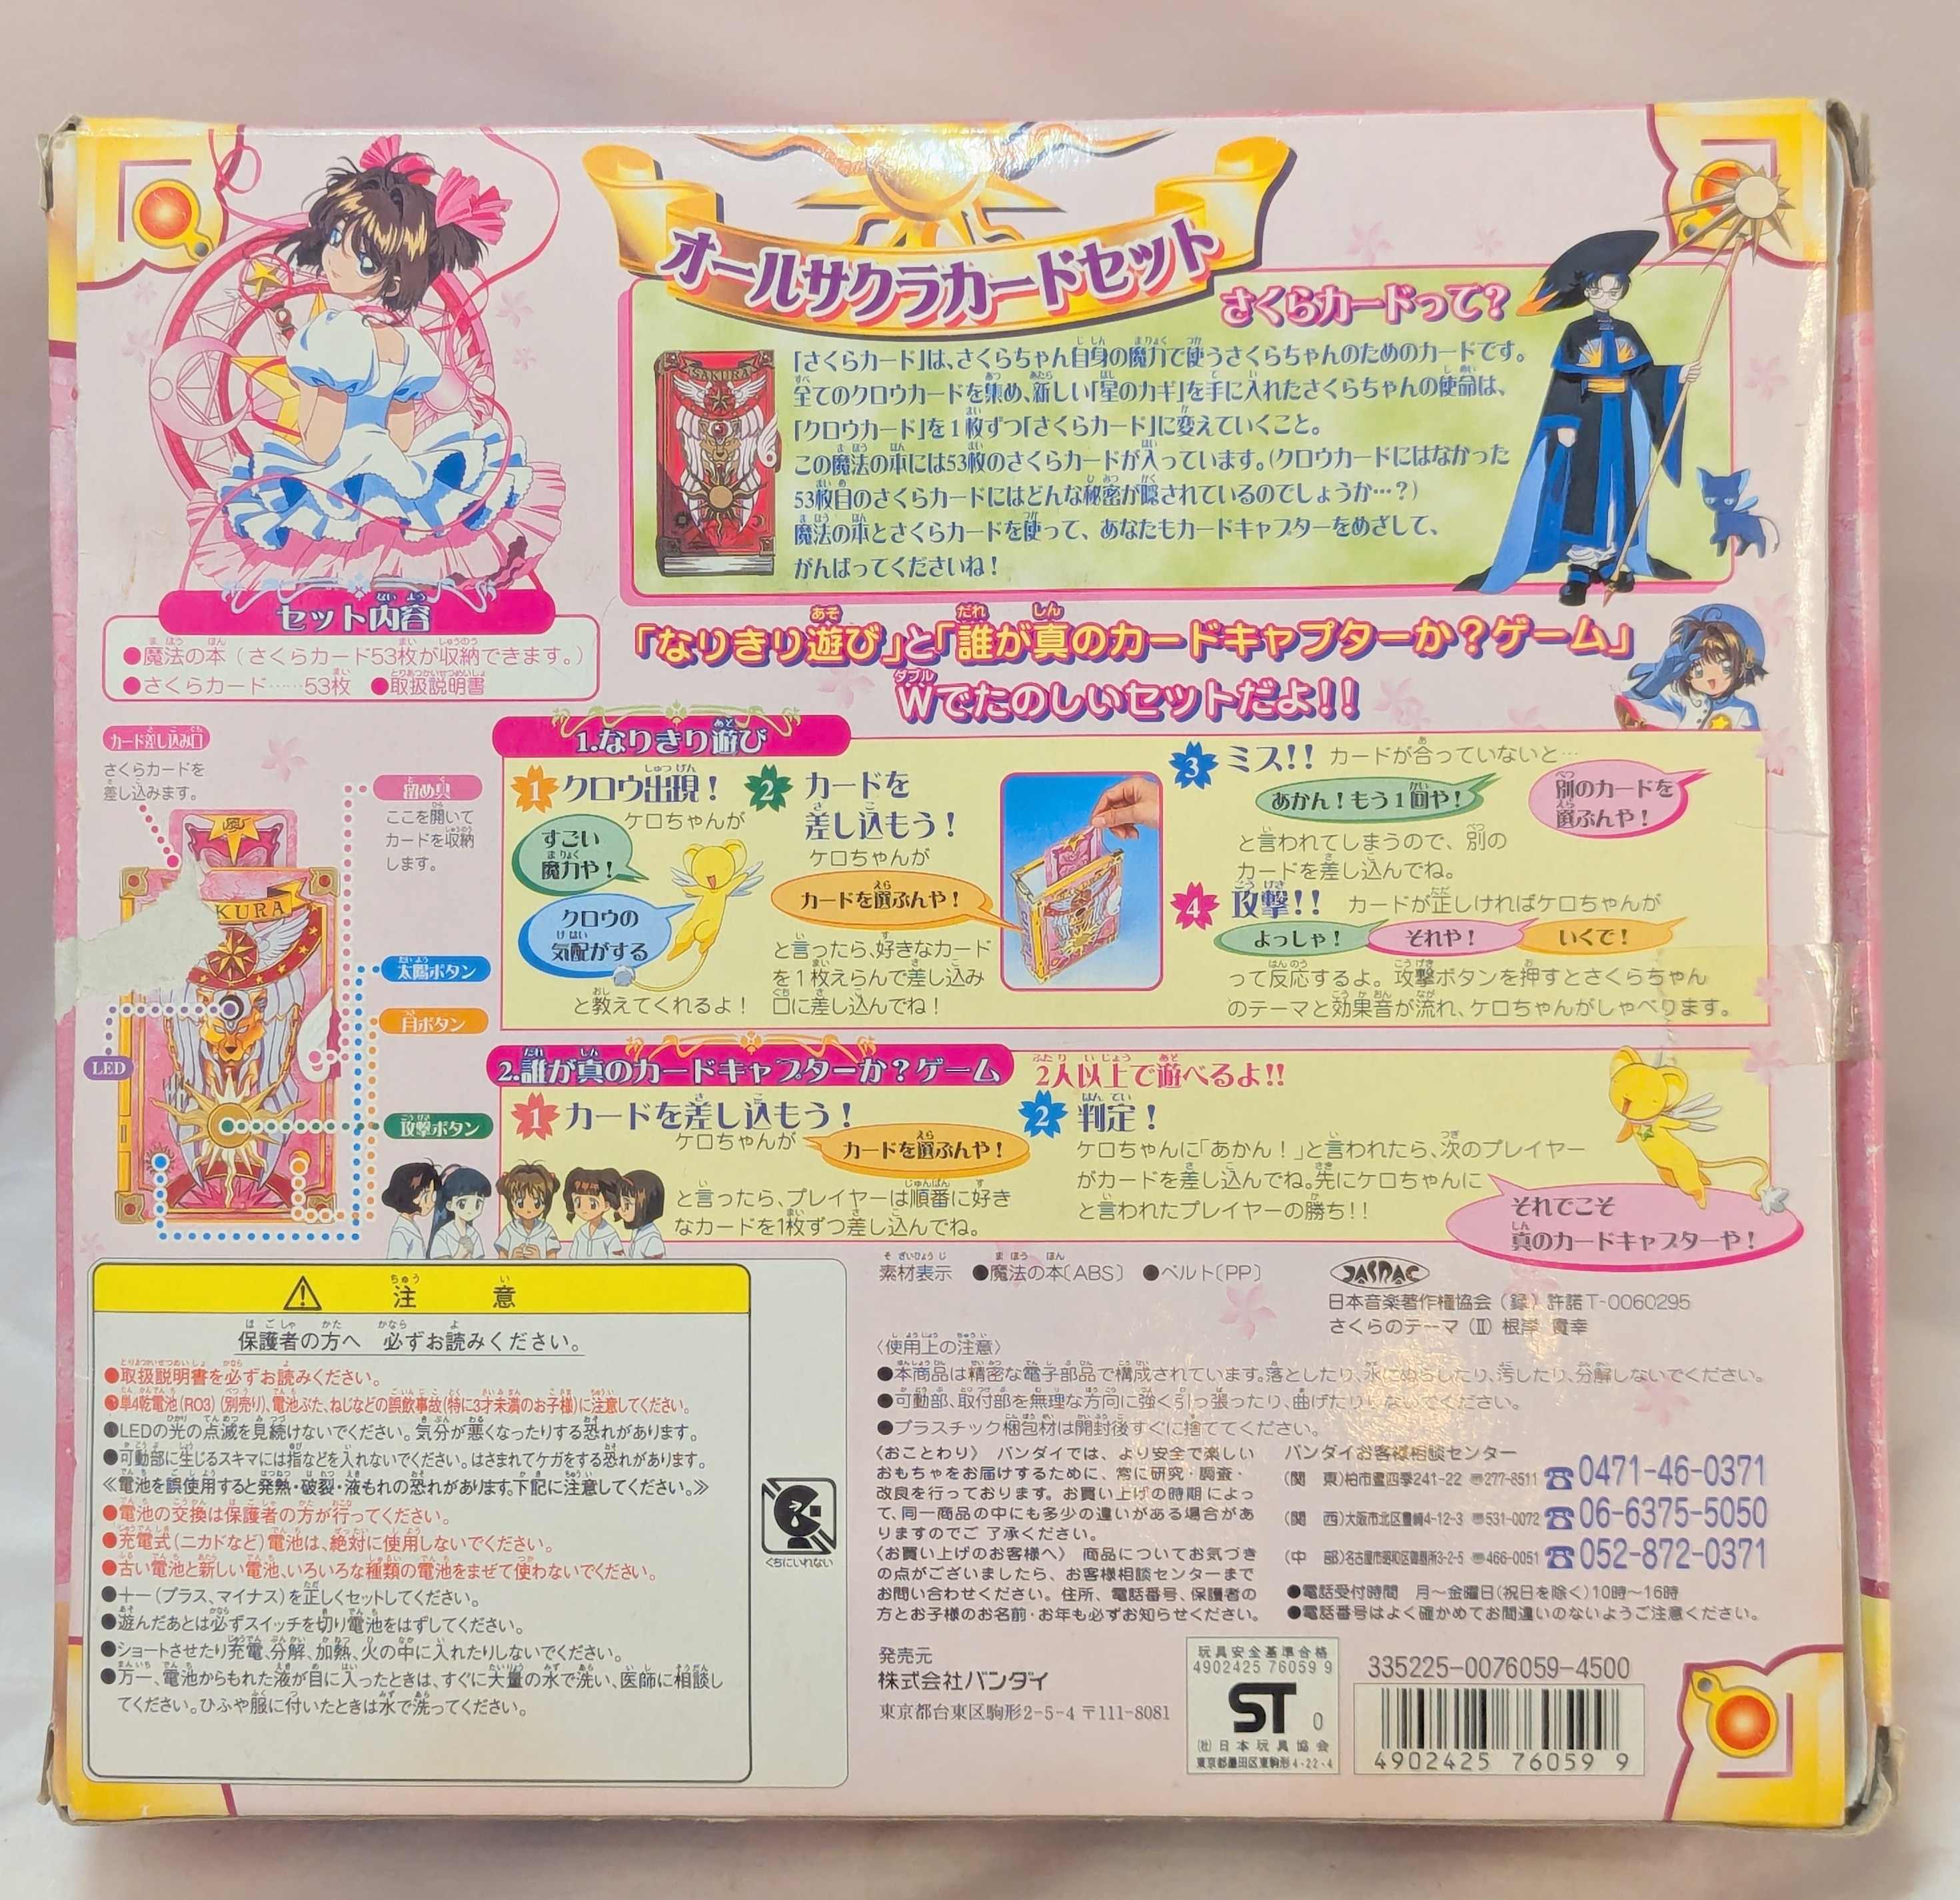 オールサクラカードセット
さくらカードって？
「さくらカード」は、さくらちゃん自身の魔力で使うさくらちゃんのためのカードです。
全てのクロウカードを集め、新しい「星のカギ」を手に入れたさくらちゃんの使命は、
「クロウカード」を1枚ずつ「さくらカード」に変えていくこと。
この魔法の本には53枚のさくらカードが入っています。(クロウカードにはなかった
53枚目のさくらカードにはどんな秘密が隠されているのでしょうか…？)
魔法の本とさくらカードを使って、あなたもカードキャプターをめざして、
がんばってくださいね！
SAKURA
セット内容
●魔法の本（さくらカード53枚が収納できます。）
●さくらカード……53枚　●取扱説明書
「なりきり遊び」と「誰が真のカードキャプターか？ゲーム」
Wでたのしいセットだよ!!
カード差し込み口
さくらカードを
差し込みます。
留め具
ここを開いて
カードを収納
します。
KURA
太陽ボタン
月ボタン
LED
攻撃ボタン
1.なりきり遊び
1 クロウ出現！
ケロちゃんが
すごい
魔力や！
クロウの
気配がする
と教えてくれるよ！
2 カードを
差し込もう！
ケロちゃんが
カードを選ぶんや！
と言ったら、好きなカード
を1枚えらんで差し込み
口に差し込んでね！
3 ミス!! カードが合っていないと…
あかん！もう1回や！
別のカードを
選ぶんや！
と言われてしまうので、別の
カードを差し込んでね。
4 攻撃!! カードが正しければケロちゃんが
よっしゃ！ それや！ いくで！
って反応するよ。攻撃ボタンを押すとさくらちゃん
のテーマと効果音が流れ、ケロちゃんがしゃべります。
2.誰が真のカードキャプターか？ゲーム
2人以上で遊べるよ!!
1 カードを差し込もう！
ケロちゃんが
カードを選ぶんや！
と言ったら、プレイヤーは順番に好き
なカードを1枚ずつ差し込んでね。
2 判定！
ケロちゃんに「あかん！」と言われたら、次のプレイヤー
がカードを差し込んでね。先にケロちゃんに
と言われたプレイヤーの勝ち!!
それでこそ
真のカードキャプターや！
注　意
保護者の方へ　必ずお読みください。
●取扱説明書を必ずお読みください。
●単4乾電池(RO3)(別売り)、電池ぶた、ねじなどの誤飲事故(特に3才未満のお子様)に注意してください。
●LEDの光の点滅を見続けないでください。気分が悪くなったりする恐れがあります。
●可動部に生じるスキマには指などを入れないでください。はさまれてケガをする恐れがあります。
≪電池を誤使用すると発熱・破裂・液もれの恐れがあります。下記に注意してください。≫
●電池の交換は保護者の方が行ってください。
●充電式(ニカドなど)電池は、絶対に使用しないでください。
●古い電池と新しい電池、いろいろな種類の電池をまぜて使わないでください。
●＋－(プラス、マイナス)を正しくセットしてください。
●遊んだあとは必ずスイッチを切り電池をはずしてください。
●ショートさせたり充電、分解、加熱、火の中に入れたりしないでください。
●万一、電池からもれた液が目に入ったときは、すぐに大量の水で洗い、医師に相談し
てください。ひふや服に付いたときは水で洗ってください。
くちにいれない
素材表示　●魔法の本〔ABS〕　●ベルト〔PP〕
JASRAC
日本音楽著作権協会（録）許諾T-0060295
さくらのテーマ（Ⅱ）根岸 貴幸
〈使用上の注意〉
●本商品は精密な電子部品で構成されています。落としたり、水にぬらしたり、汚したり、分解しないでください。
●可動部、取付部を無理な方向に強く引っ張ったり、曲げたりしないでください。
●プラスチック梱包材は開封後すぐに捨ててください。
〈おことわり〉　バンダイでは、より安全で楽しい
おもちゃをお届けするために、常に研究・調査・
改良を行っております。お買い上げの時期によっ
て、同一商品の中にも多少の違いがある場合があ
りますのでご了承ください。
〈お買い上げのお客様へ〉　商品についてお気づき
の点がございましたら、お客様相談センターまで
お問い合わせください。住所、電話番号、保護者の
方とお子様のお名前・お年も必ずお知らせください。
バンダイお客様相談センター
(関　東)柏市豊四季241-22 〒277-8511 ☎0471-46-0371
(関　西)大阪市北区豊崎4-12-3 〒531-0072 ☎06-6375-5050
(中　部)名古屋市昭和区御器所3-2-5 〒466-0051 ☎052-872-0371
●電話受付時間　月～金曜日(祝日を除く)10時～16時
●電話番号はよく確かめてお間違いのないようご注意ください。
発売元
株式会社バンダイ
東京都台東区駒形2-5-4 〒111-8081
玩具安全基準合格
4902425 76059 9
ST 0
(社)日本玩具協会
東京都墨田区東駒形4-22-4
335225-0076059-4500
4902425 76059 9